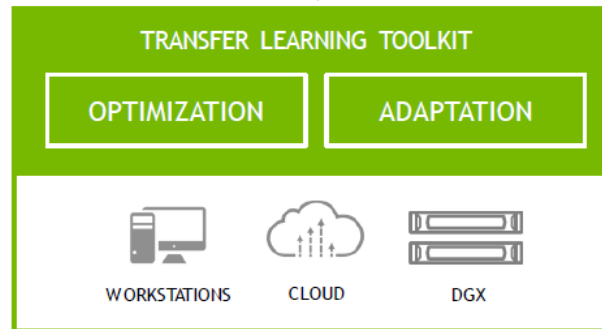 TRANSFER LEARNING TOOLKIT
OPTIMIZATION ADAPTATION
WORKSTATIONS CLOUD DGX